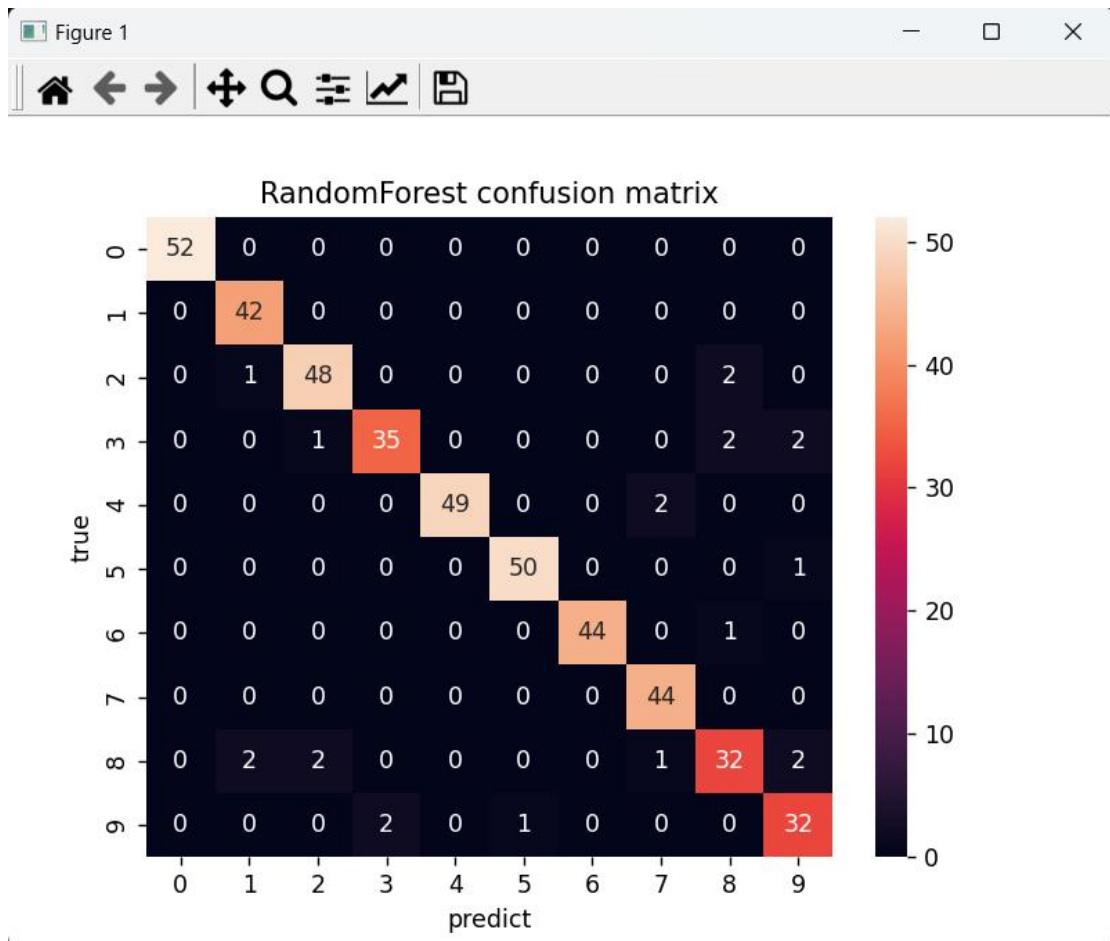 Figure 1
RandomForest confusion matrix
0 52 0 0 0 0 0 0 0 0 0
1 0 42 0 0 0 0 0 0 0 0
2 0 1 48 0 0 0 0 0 2 0
3 0 0 1 35 0 0 0 0 2 2
4 0 0 0 0 49 0 0 2 0 0
5 0 0 0 0 0 50 0 0 0 1
6 0 0 0 0 0 0 44 0 1 0
7 0 0 0 0 0 0 0 44 0 0
8 0 2 2 0 0 0 0 1 32 2
9 0 0 0 2 0 1 0 0 0 32
0 1 2 3 4 5 6 7 8 9
predict
true
50
40
30
20
10
0